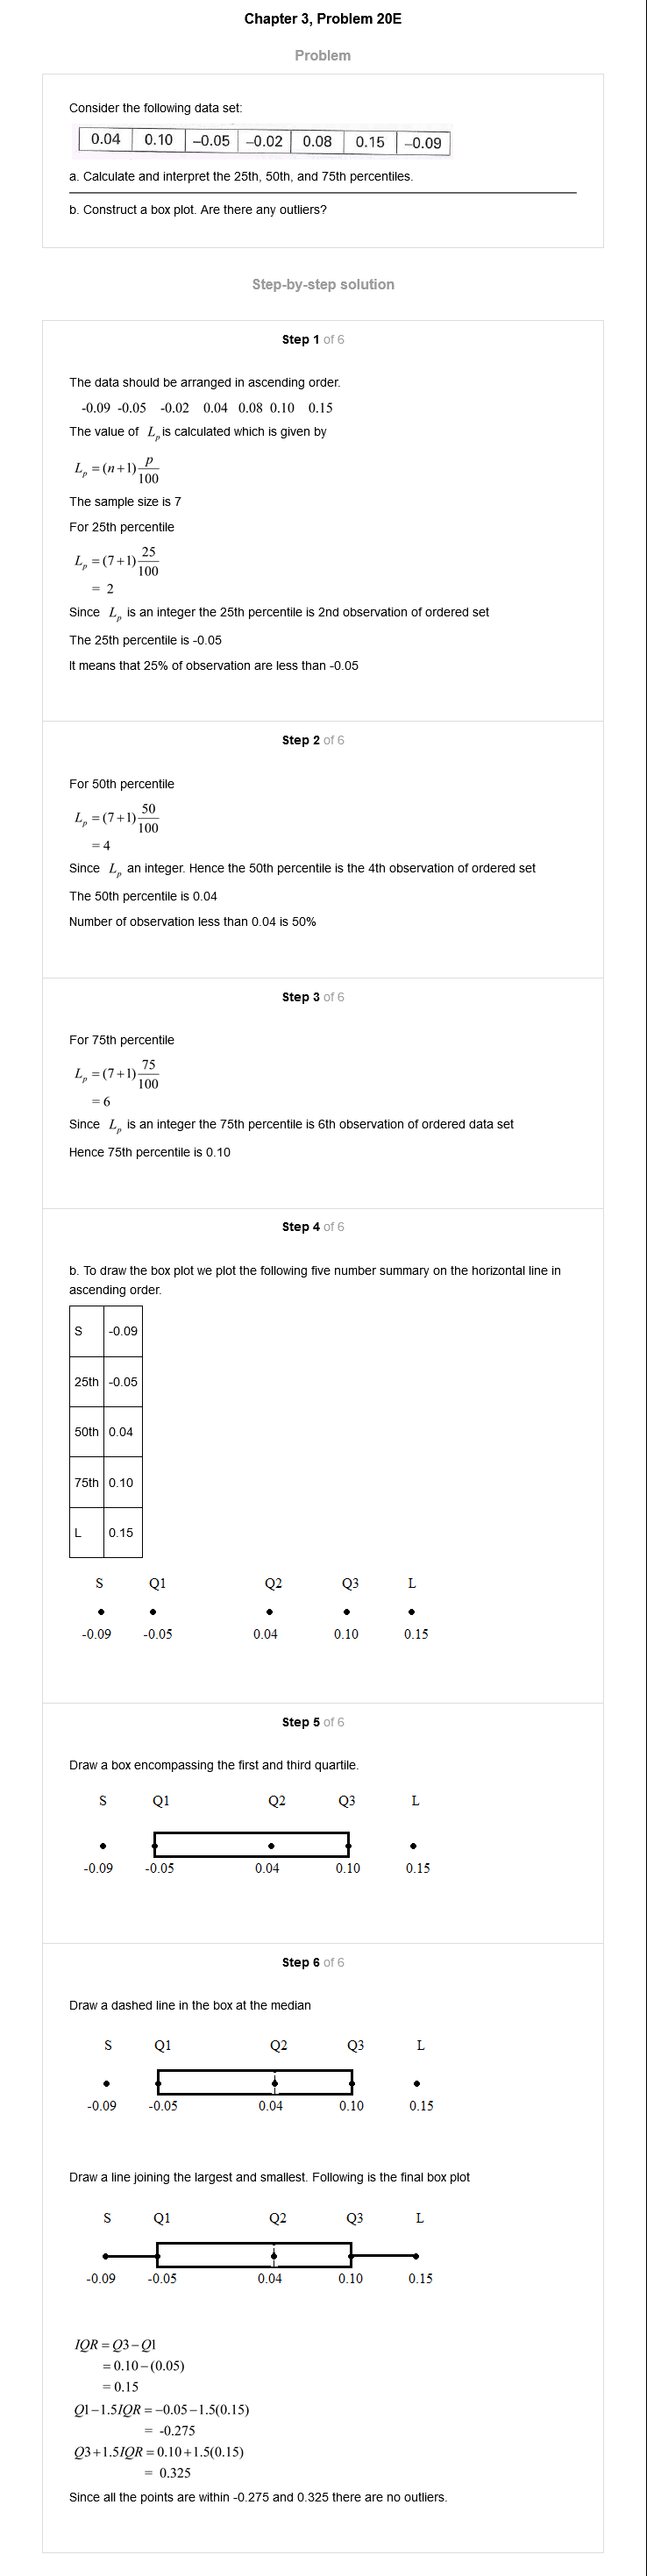 Chapter 3, Problem 20E
Problem
Consider the following data set:
0.04 0.10 –0.05 –0.02 0.08 0.15 –0.09
a. Calculate and interpret the 25th, 50th, and 75th percentiles.
b. Construct a box plot. Are there any outliers?
Step-by-step solution
Step 1 of 6
The data should be arranged in ascending order.
-0.09 -0.05 -0.02 0.04 0.08 0.10 0.15
The value of Lp is calculated which is given by
Lp = (n+1) p/100
The sample size is 7
For 25th percentile
Lp = (7+1) 25/100
= 2
Since Lp is an integer the 25th percentile is 2nd observation of ordered set
The 25th percentile is -0.05
It means that 25% of observation are less than -0.05
Step 2 of 6
For 50th percentile
Lp = (7+1) 50/100
= 4
Since Lp an integer. Hence the 50th percentile is the 4th observation of ordered set
The 50th percentile is 0.04
Number of observation less than 0.04 is 50%
Step 3 of 6
For 75th percentile
Lp = (7+1) 75/100
= 6
Since Lp is an integer the 75th percentile is 6th observation of ordered data set
Hence 75th percentile is 0.10
Step 4 of 6
b. To draw the box plot we plot the following five number summary on the horizontal line in
ascending order.
S -0.09
25th -0.05
50th 0.04
75th 0.10
L 0.15
S Q1 Q2 Q3 L
-0.09 -0.05 0.04 0.10 0.15
Step 5 of 6
Draw a box encompassing the first and third quartile.
S Q1 Q2 Q3 L
-0.09 -0.05 0.04 0.10 0.15
Step 6 of 6
Draw a dashed line in the box at the median
S Q1 Q2 Q3 L
-0.09 -0.05 0.04 0.10 0.15
Draw a line joining the largest and smallest. Following is the final box plot
S Q1 Q2 Q3 L
-0.09 -0.05 0.04 0.10 0.15
IQR = Q3 – Q1
= 0.10 – (0.05)
= 0.15
Q1 – 1.5IQR = –0.05 – 1.5(0.15)
= -0.275
Q3 + 1.5IQR = 0.10 + 1.5(0.15)
= 0.325
Since all the points are within -0.275 and 0.325 there are no outliers.